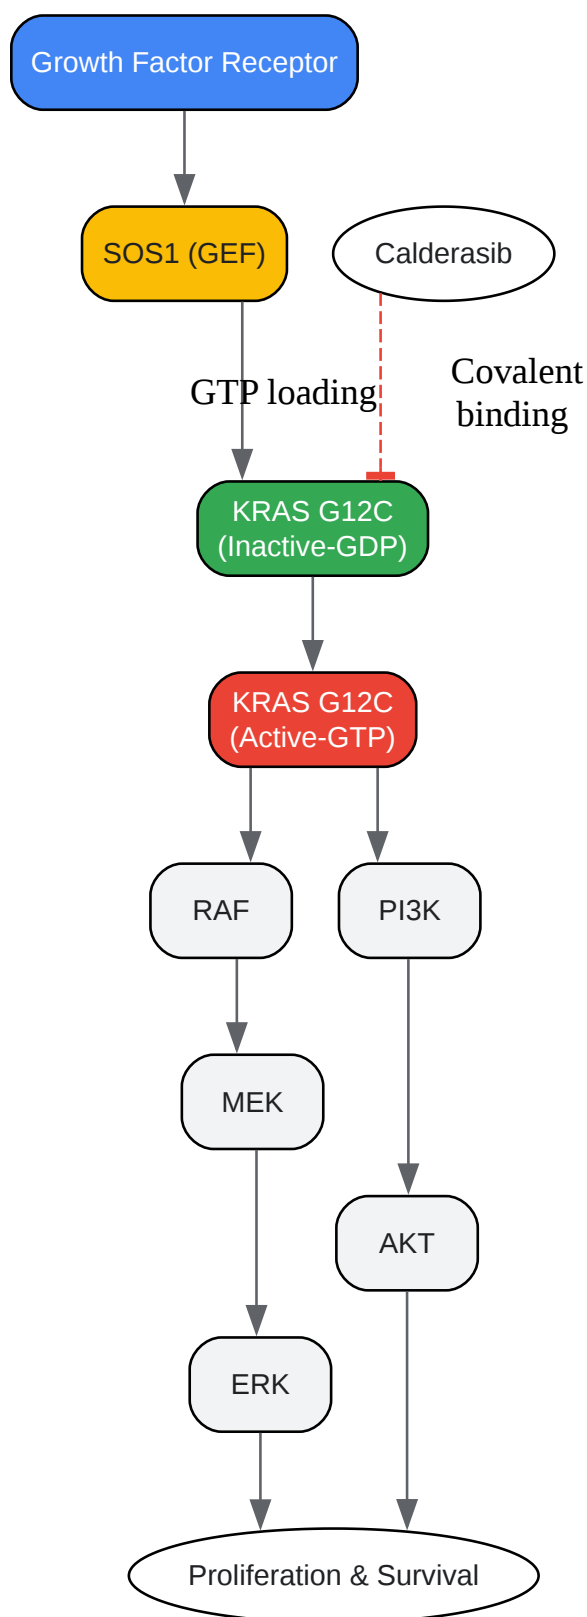 Growth Factor Receptor
SOS1 (GEF)
Calderasib
GTP loading
Covalent
binding
KRAS G12C
(Inactive-GDP)
KRAS G12C
(Active-GTP)
RAF
PI3K
MEK
AKT
ERK
Proliferation & Survival